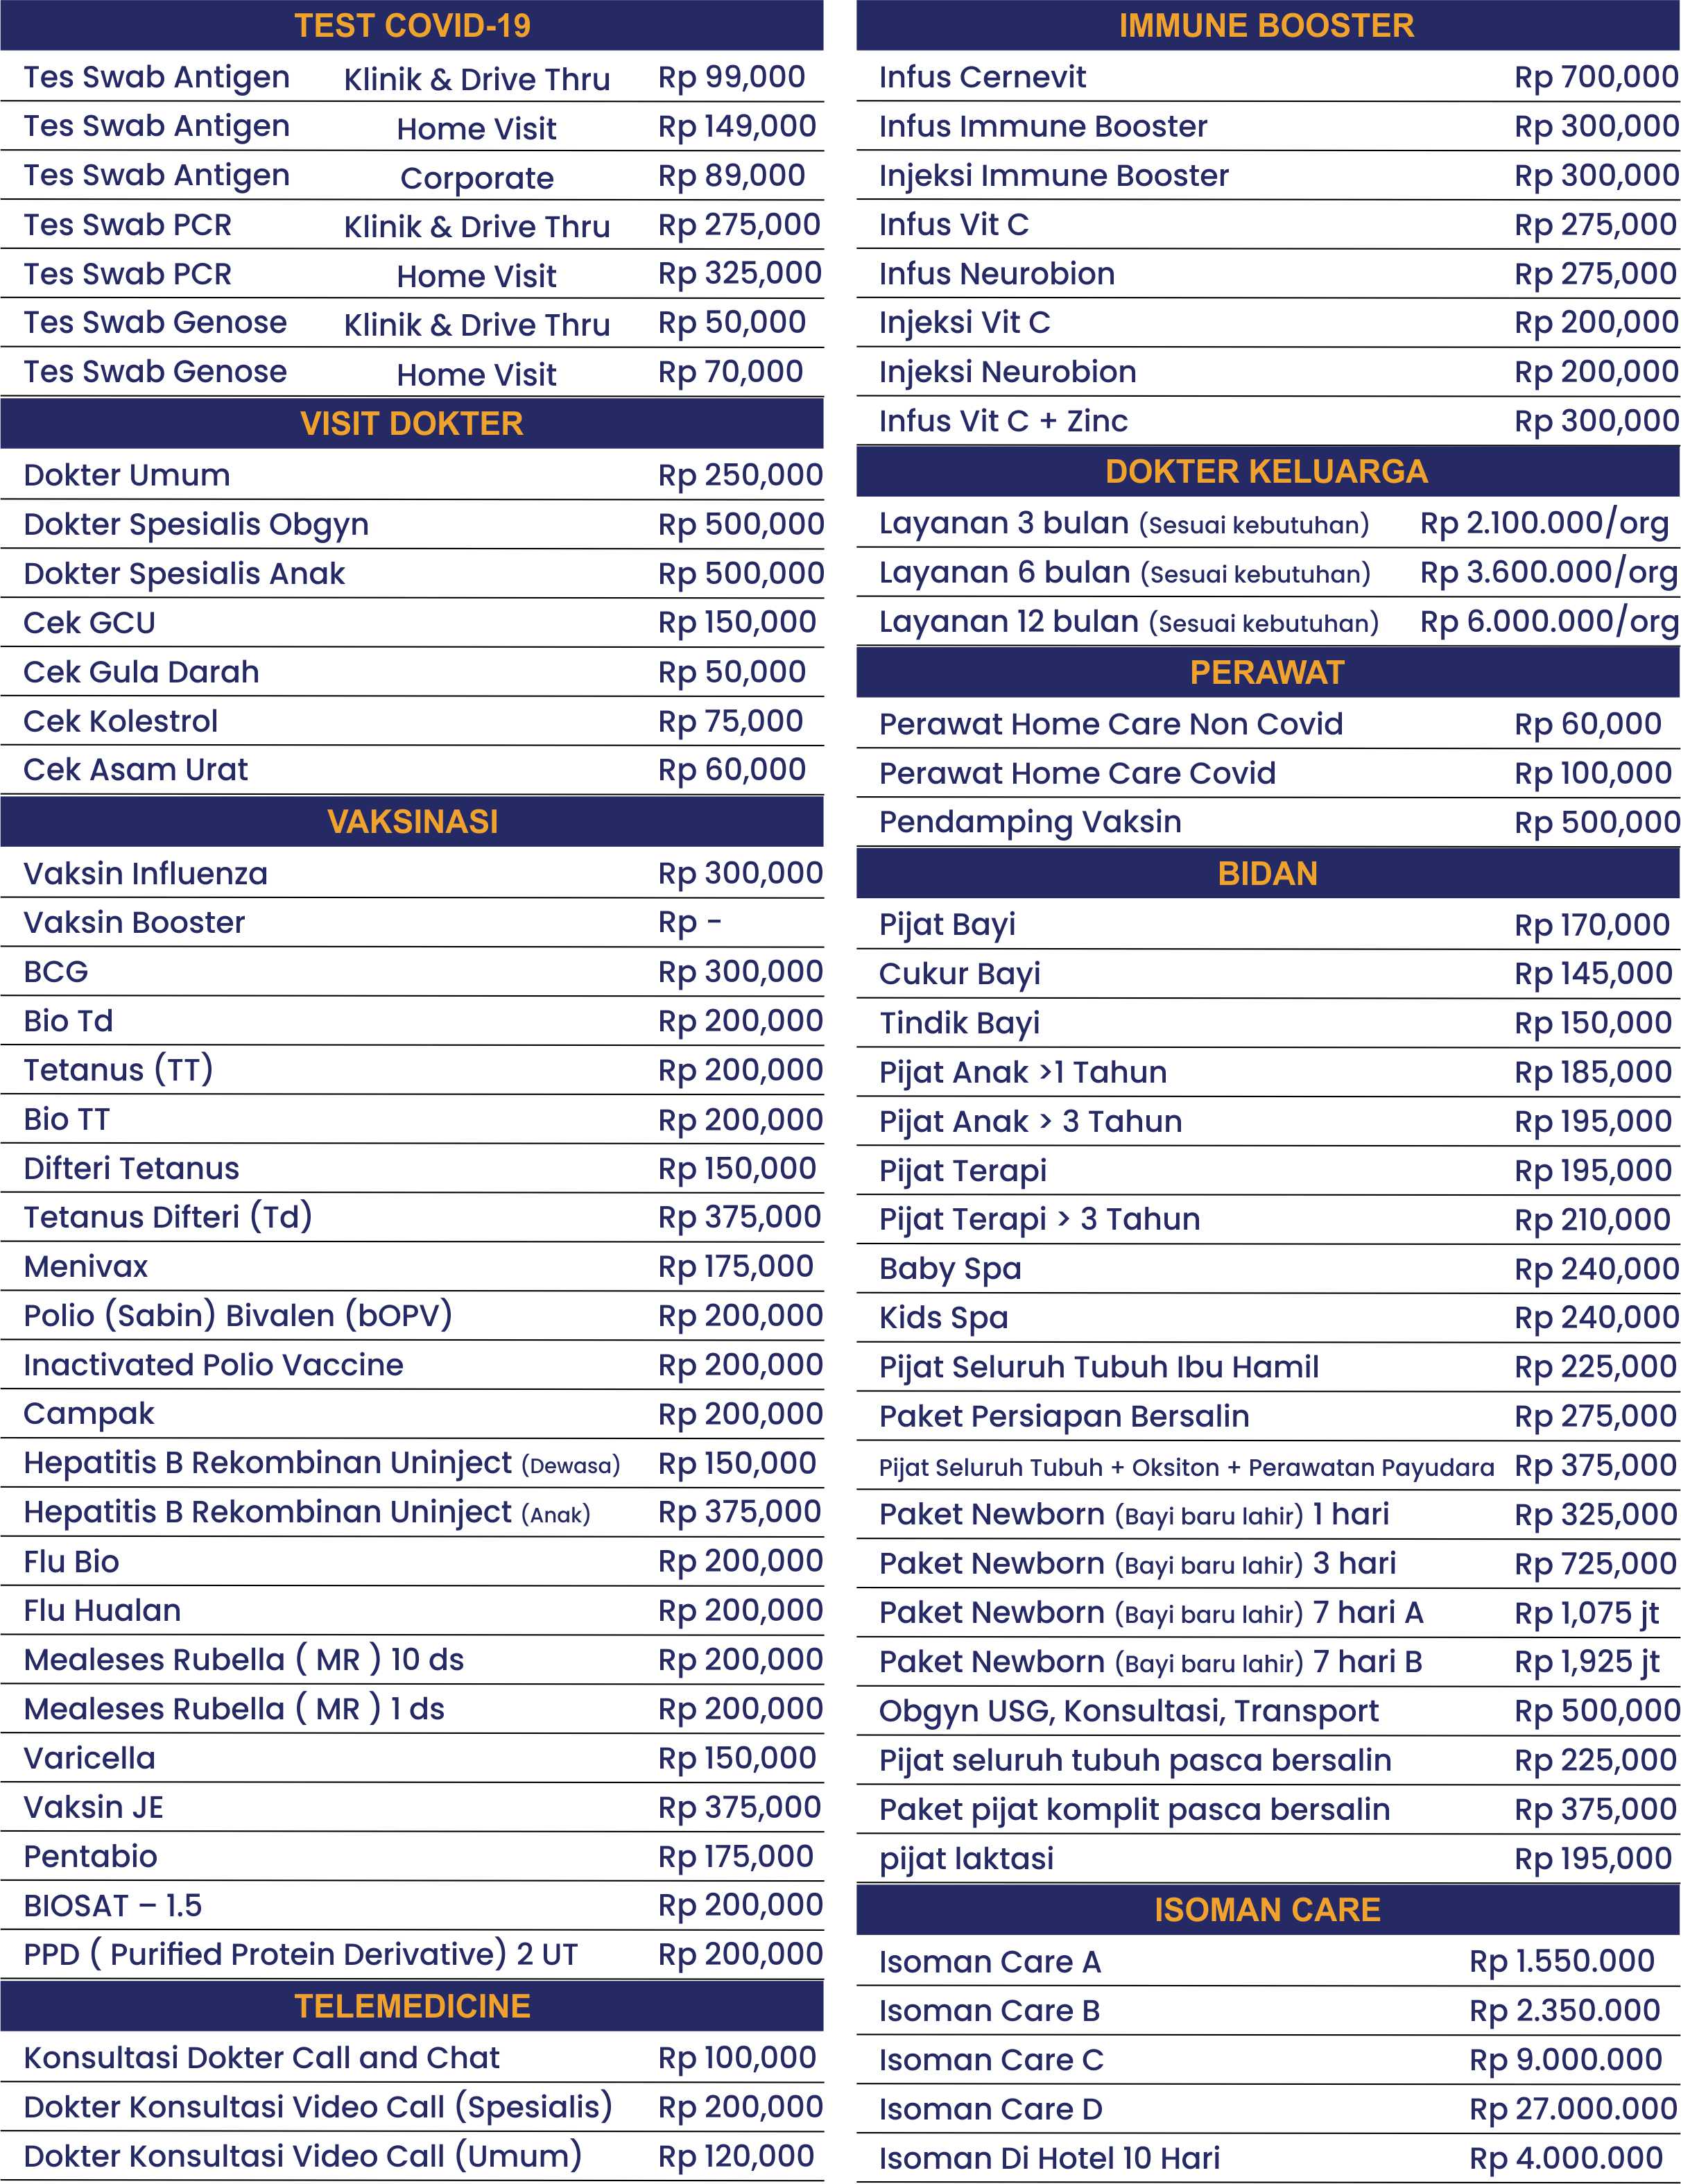 TEST COVID-19
Tes Swab Antigen Klinik & Drive Thru Rp 99,000
Tes Swab Antigen Home Visit Rp 149,000
Tes Swab Antigen Corporate Rp 89,000
Tes Swab PCR Klinik & Drive Thru Rp 275,000
Tes Swab PCR Home Visit Rp 325,000
Tes Swab Genose Klinik & Drive Thru Rp 50,000
Tes Swab Genose Home Visit Rp 70,000
VISIT DOKTER
Dokter Umum Rp 250,000
Dokter Spesialis Obgyn Rp 500,000
Dokter Spesialis Anak Rp 500,000
Cek GCU Rp 150,000
Cek Gula Darah Rp 50,000
Cek Kolestrol Rp 75,000
Cek Asam Urat Rp 60,000
VAKSINASI
Vaksin Influenza Rp 300,000
Vaksin Booster Rp -
BCG Rp 300,000
Bio Td Rp 200,000
Tetanus (TT) Rp 200,000
Bio TT Rp 200,000
Difteri Tetanus Rp 150,000
Tetanus Difteri (Td) Rp 375,000
Menivax Rp 175,000
Polio (Sabin) Bivalen (bOPV) Rp 200,000
Inactivated Polio Vaccine Rp 200,000
Campak Rp 200,000
Hepatitis B Rekombinan Uninject (Dewasa) Rp 150,000
Hepatitis B Rekombinan Uninject (Anak) Rp 375,000
Flu Bio Rp 200,000
Flu Hualan Rp 200,000
Mealeses Rubella ( MR ) 10 ds Rp 200,000
Mealeses Rubella ( MR ) 1 ds Rp 200,000
Varicella Rp 150,000
Vaksin JE Rp 375,000
Pentabio Rp 175,000
BIOSAT – 1.5 Rp 200,000
PPD ( Purified Protein Derivative) 2 UT Rp 200,000
TELEMEDICINE
Konsultasi Dokter Call and Chat Rp 100,000
Dokter Konsultasi Video Call (Spesialis) Rp 200,000
Dokter Konsultasi Video Call (Umum) Rp 120,000
IMMUNE BOOSTER
Infus Cernevit Rp 700,000
Infus Immune Booster Rp 300,000
Injeksi Immune Booster Rp 300,000
Infus Vit C Rp 275,000
Infus Neurobion Rp 275,000
Injeksi Vit C Rp 200,000
Injeksi Neurobion Rp 200,000
Infus Vit C + Zinc Rp 300,000
DOKTER KELUARGA
Layanan 3 bulan (Sesuai kebutuhan) Rp 2.100.000/org
Layanan 6 bulan (Sesuai kebutuhan) Rp 3.600.000/org
Layanan 12 bulan (Sesuai kebutuhan) Rp 6.000.000/org
PERAWAT
Perawat Home Care Non Covid Rp 60,000
Perawat Home Care Covid Rp 100,000
Pendamping Vaksin Rp 500,000
BIDAN
Pijat Bayi Rp 170,000
Cukur Bayi Rp 145,000
Tindik Bayi Rp 150,000
Pijat Anak >1 Tahun Rp 185,000
Pijat Anak > 3 Tahun Rp 195,000
Pijat Terapi Rp 195,000
Pijat Terapi > 3 Tahun Rp 210,000
Baby Spa Rp 240,000
Kids Spa Rp 240,000
Pijat Seluruh Tubuh Ibu Hamil Rp 225,000
Paket Persiapan Bersalin Rp 275,000
Pijat Seluruh Tubuh + Oksiton + Perawatan Payudara Rp 375,000
Paket Newborn (Bayi baru lahir) 1 hari Rp 325,000
Paket Newborn (Bayi baru lahir) 3 hari Rp 725,000
Paket Newborn (Bayi baru lahir) 7 hari A Rp 1,075 jt
Paket Newborn (Bayi baru lahir) 7 hari B Rp 1,925 jt
Obgyn USG, Konsultasi, Transport Rp 500,000
Pijat seluruh tubuh pasca bersalin Rp 225,000
Paket pijat komplit pasca bersalin Rp 375,000
pijat laktasi Rp 195,000
ISOMAN CARE
Isoman Care A Rp 1.550.000
Isoman Care B Rp 2.350.000
Isoman Care C Rp 9.000.000
Isoman Care D Rp 27.000.000
Isoman Di Hotel 10 Hari Rp 4.000.000